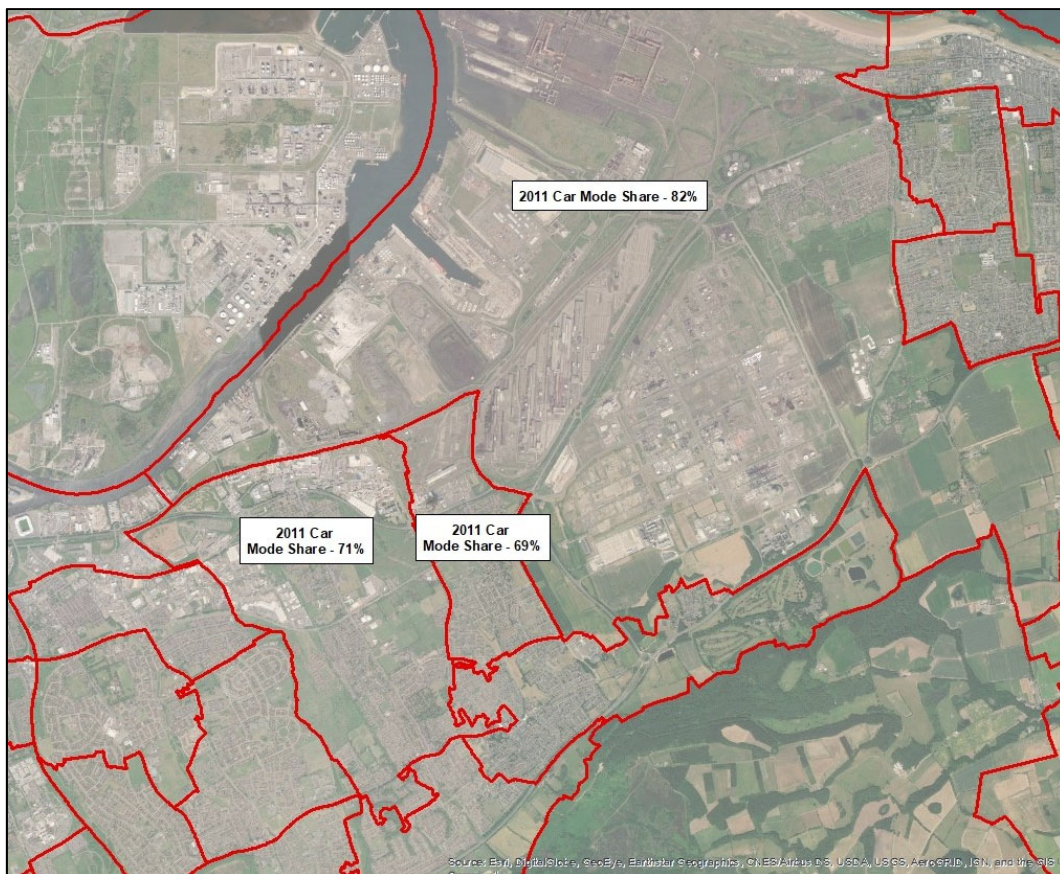 2011 Car Mode Share - 82%
2011 Car
Mode Share - 71%
2011 Car
Mode Share - 69%
Source: Esri, DigitalGlobe, GeoEye, Earthstar Geographics, CNES/Airbus DS, USDA, USGS, AeroGRID, IGN, and the GIS